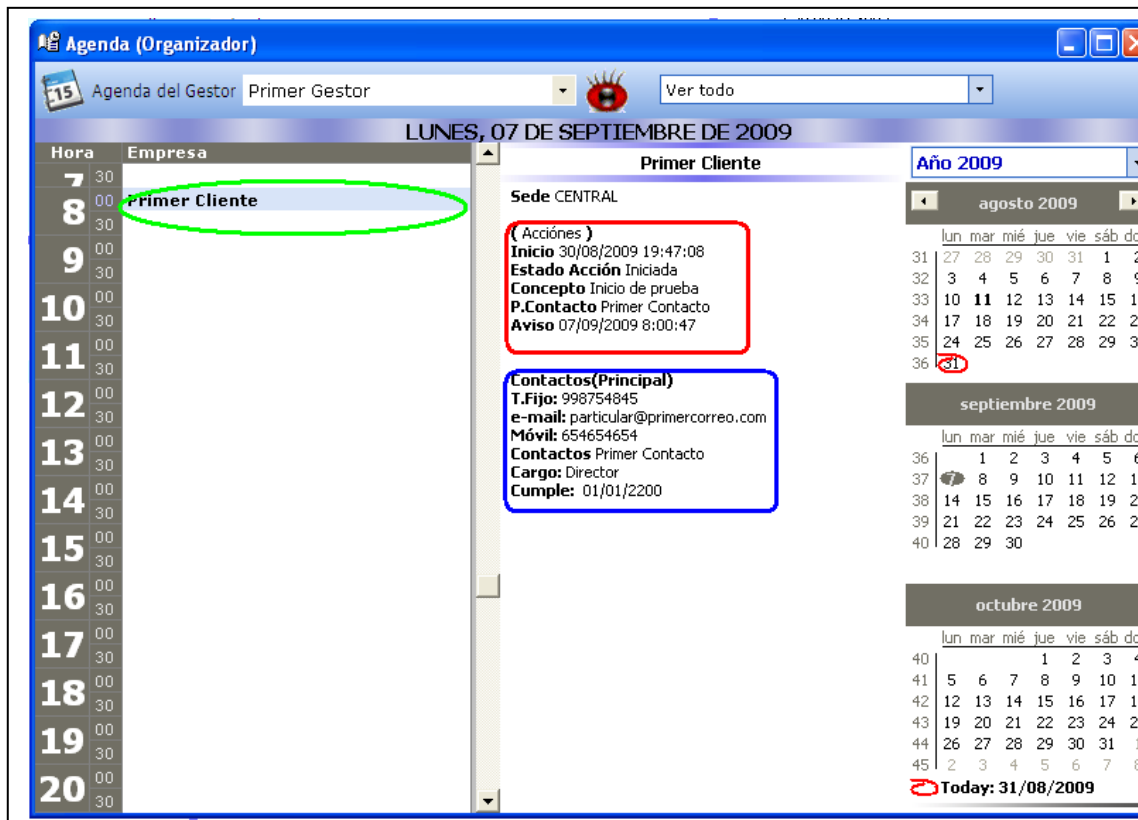 Agenda (Organizador)
15 Agenda del Gestor Primer Gestor Ver todo
LUNES, 07 DE SEPTIEMBRE DE 2009
Hora Empresa
7 30
8 00 Primer Cliente
30
9 00
30
10 00
30
11 00
30
12 00
30
13 00
30
14 00
30
15 00
30
16 00
30
17 00
30
18 00
30
19 00
30
20 00
30
Primer Cliente
Sede CENTRAL
( Acciónes )
Inicio 30/08/2009 19:47:08
Estado Acción Iniciada
Concepto Inicio de prueba
P.Contacto Primer Contacto
Aviso 07/09/2009 8:00:47
Contactos(Principal)
T.Fijo: 998754845
e-mail: particular@primercorreo.com
Móvil: 654654654
Contactos Primer Contacto
Cargo: Director
Cumple: 01/01/2200
Año 2009
agosto 2009
lun mar mié jue vie sáb
31 27 28 29 30 31 1
32 3 4 5 6 7 8
33 10 11 12 13 14 15
34 17 18 19 20 21 22
35 24 25 26 27 28 29
36 31
septiembre 2009
lun mar mié jue vie sáb
36 1 2 3 4 5
37 7 8 9 10 11 12
38 14 15 16 17 18 19
39 21 22 23 24 25 26
40 28 29 30
octubre 2009
lun mar mié jue vie sáb
40 1 2 3
41 5 6 7 8 9 10
42 12 13 14 15 16 17
43 19 20 21 22 23 24
44 26 27 28 29 30 31
45 2 3 4 5 6 7
Today: 31/08/2009